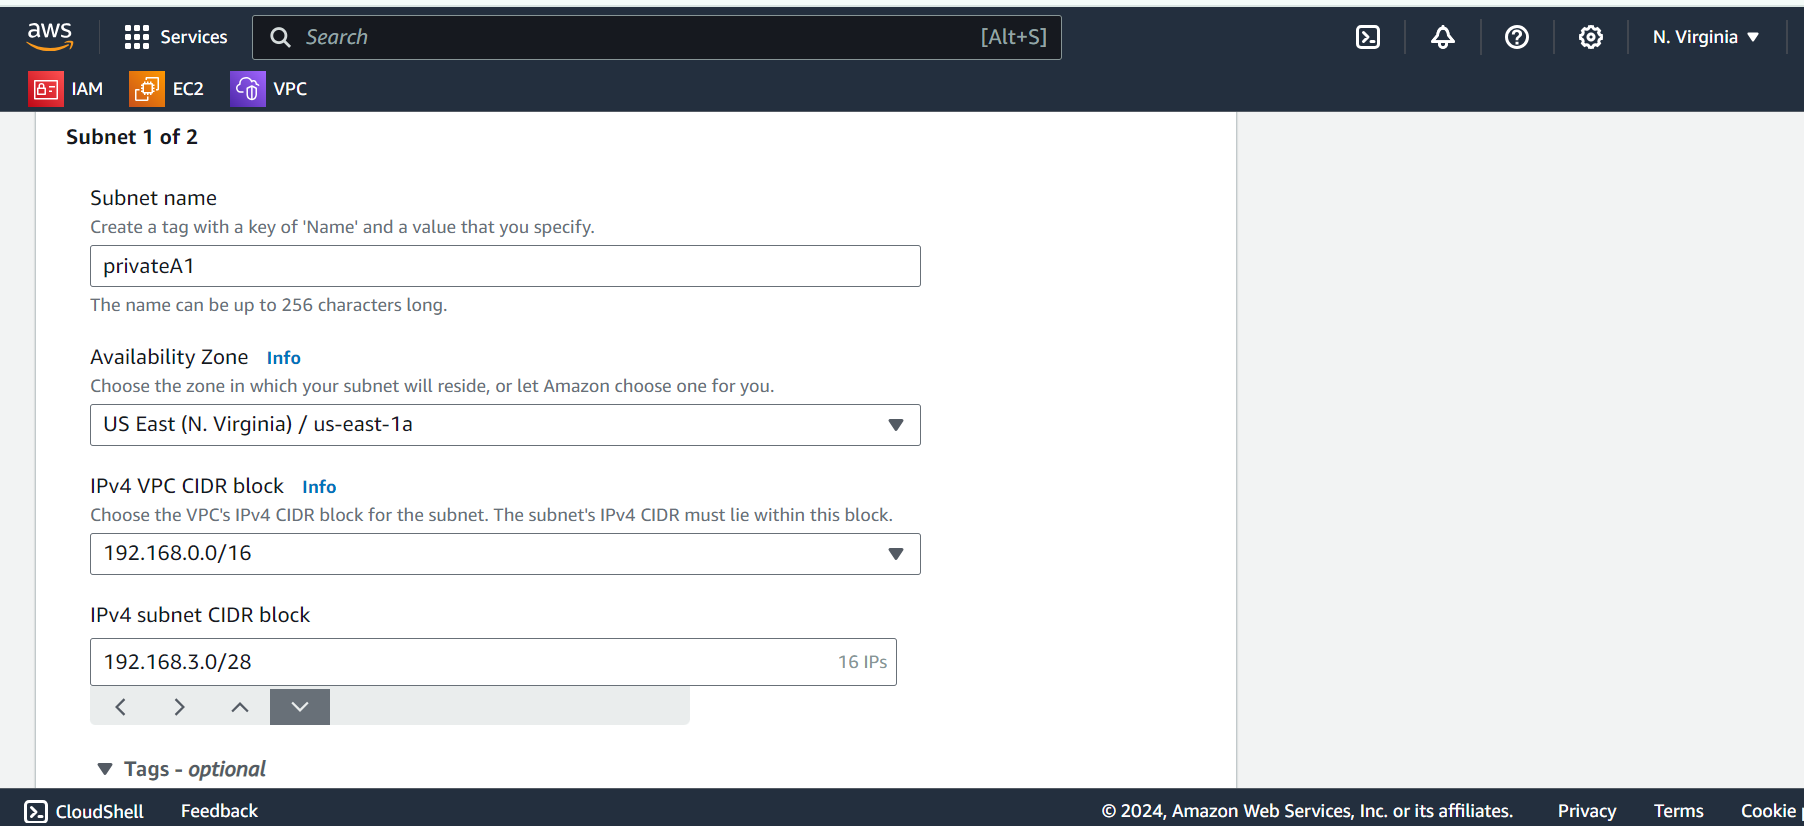 aws
Services
Search
[Alt+S]
N. Virginia
IAM
EC2
VPC
Subnet 1 of 2
Subnet name
Create a tag with a key of 'Name' and a value that you specify.
privateA1
The name can be up to 256 characters long.
Availability Zone Info
Choose the zone in which your subnet will reside, or let Amazon choose one for you.
US East (N. Virginia) / us-east-1a
IPv4 VPC CIDR block Info
Choose the VPC's IPv4 CIDR block for the subnet. The subnet's IPv4 CIDR must lie within this block.
192.168.0.0/16
IPv4 subnet CIDR block
192.168.3.0/28
16 IPs
Tags - optional
CloudShell
Feedback
© 2024, Amazon Web Services, Inc. or its affiliates.
Privacy
Terms
Cookie